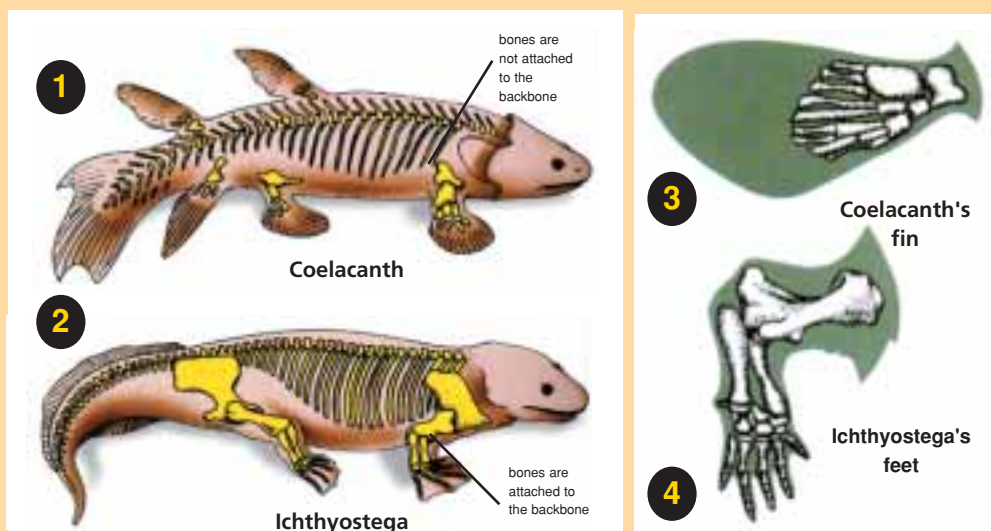 1
bones are
not attached
to the
backbone
Coelacanth
2
bones are
attached to
the backbone
Ichthyostega
3
Coelacanth's
fin
Ichthyostega's
feet
4